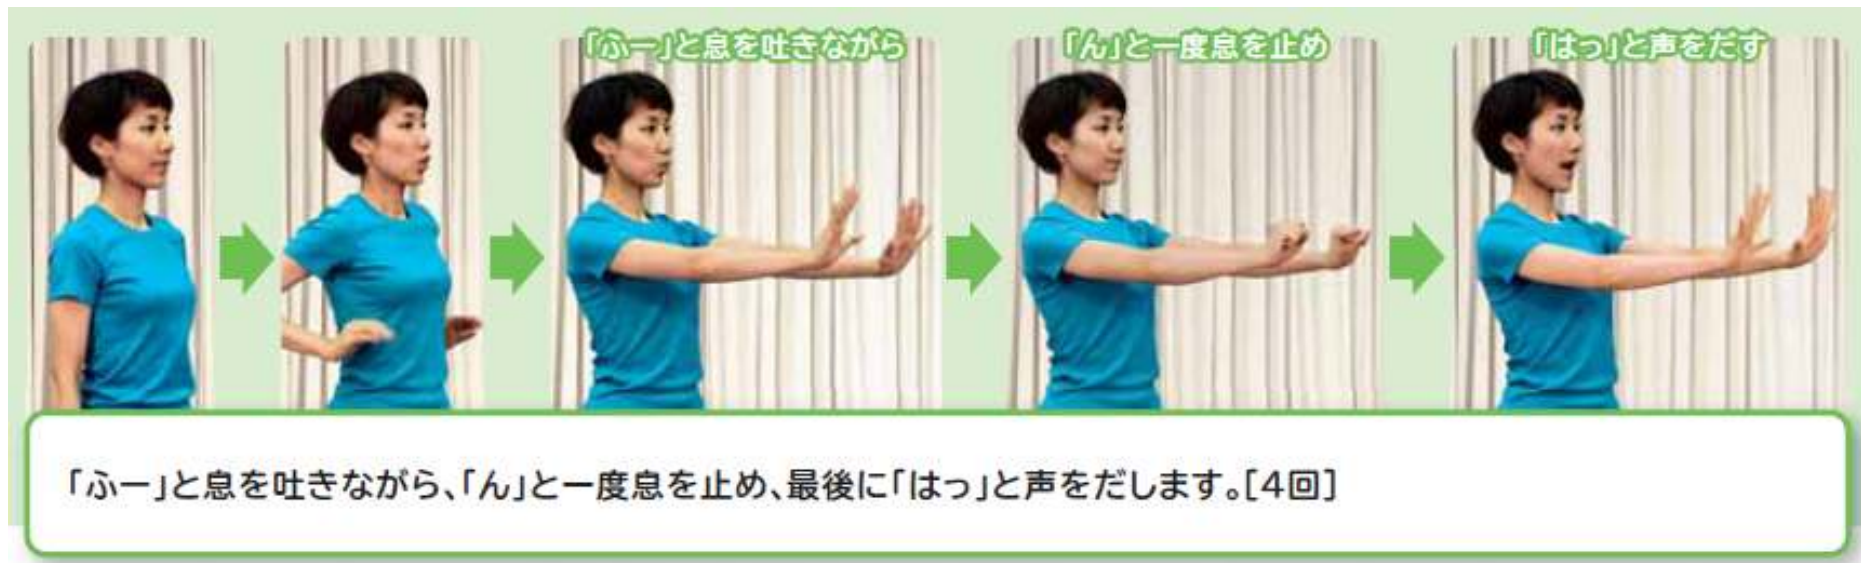 「ふー」と息を吐きながら
「ん」と一度息を止め
「はっ」と声をだす
「ふー」と息を吐きながら、「ん」と一度息を止め、最後に「はっ」と声をだします。[4回]